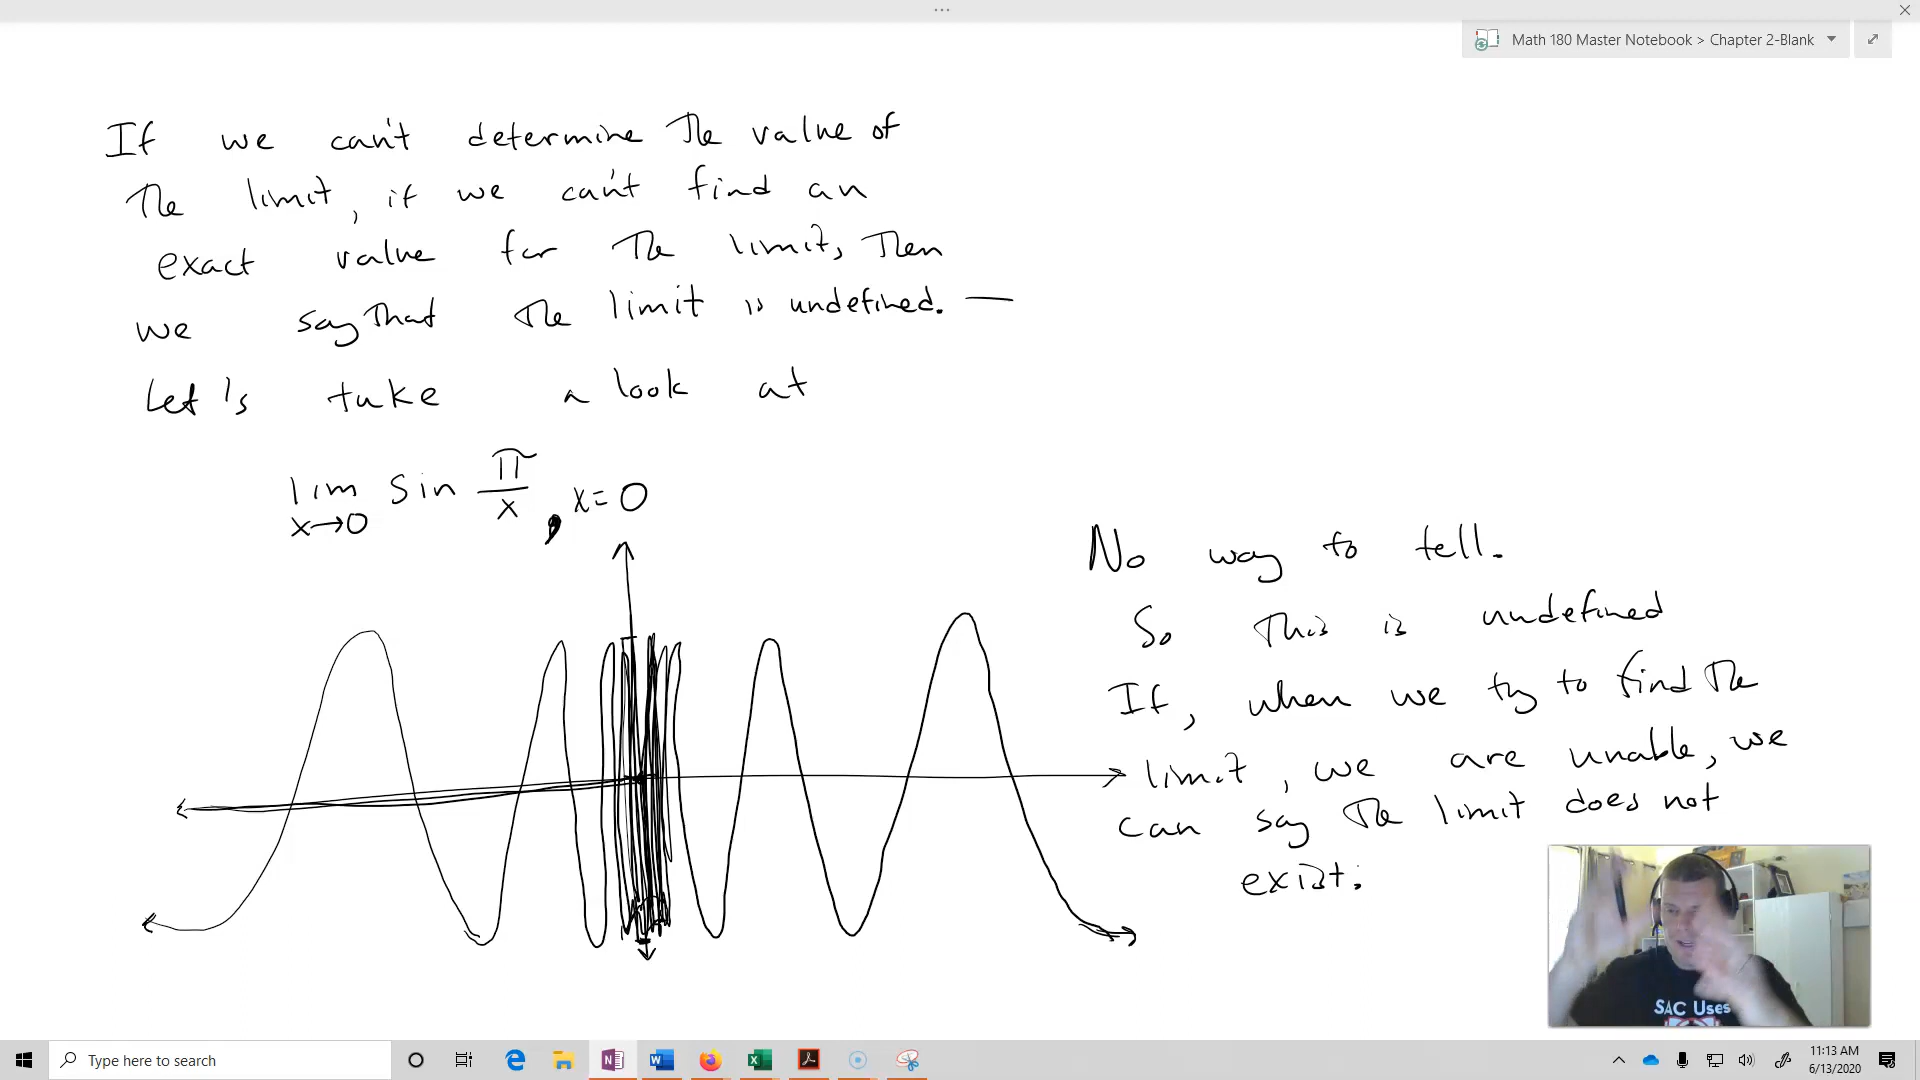 Math 180 Master Notebook > Chapter 2-Blank
If we can't determine the value of
the limit, if we can't find an
exact value for the limit, then
we say that the limit is undefined. —
Let's take a look at
lim sin π/x, x=0
x→0
No way to tell.
So this is undefined
If, when we try to find the
limit, we are unable, we
can say the limit does not
exist.
SAC Uses
Type here to search
11:13 AM
6/13/2020